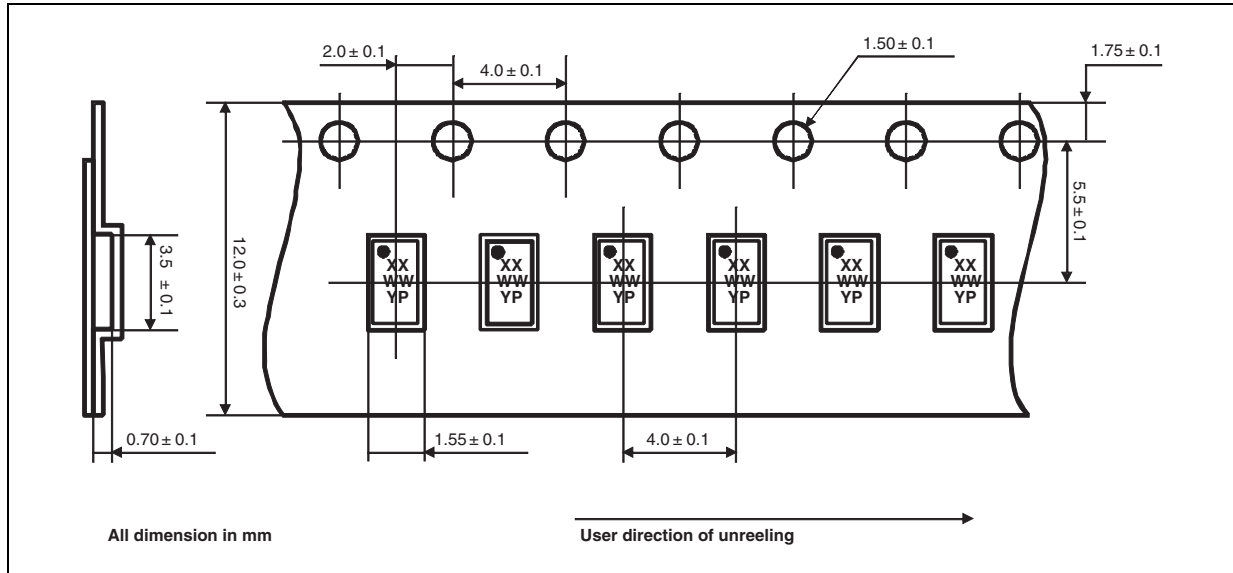 2.0 ± 0.1
4.0 ± 0.1
1.50 ± 0.1
1.75 ± 0.1
5.5 ± 0.1
12.0 ± 0.3
3.5 ± 0.1
XX
WW
YP
XX
WW
YP
XX
WW
YP
XX
WW
YP
XX
WW
YP
XX
WW
YP
0.70 ± 0.1
1.55 ± 0.1
4.0 ± 0.1
All dimension in mm
User direction of unreeling